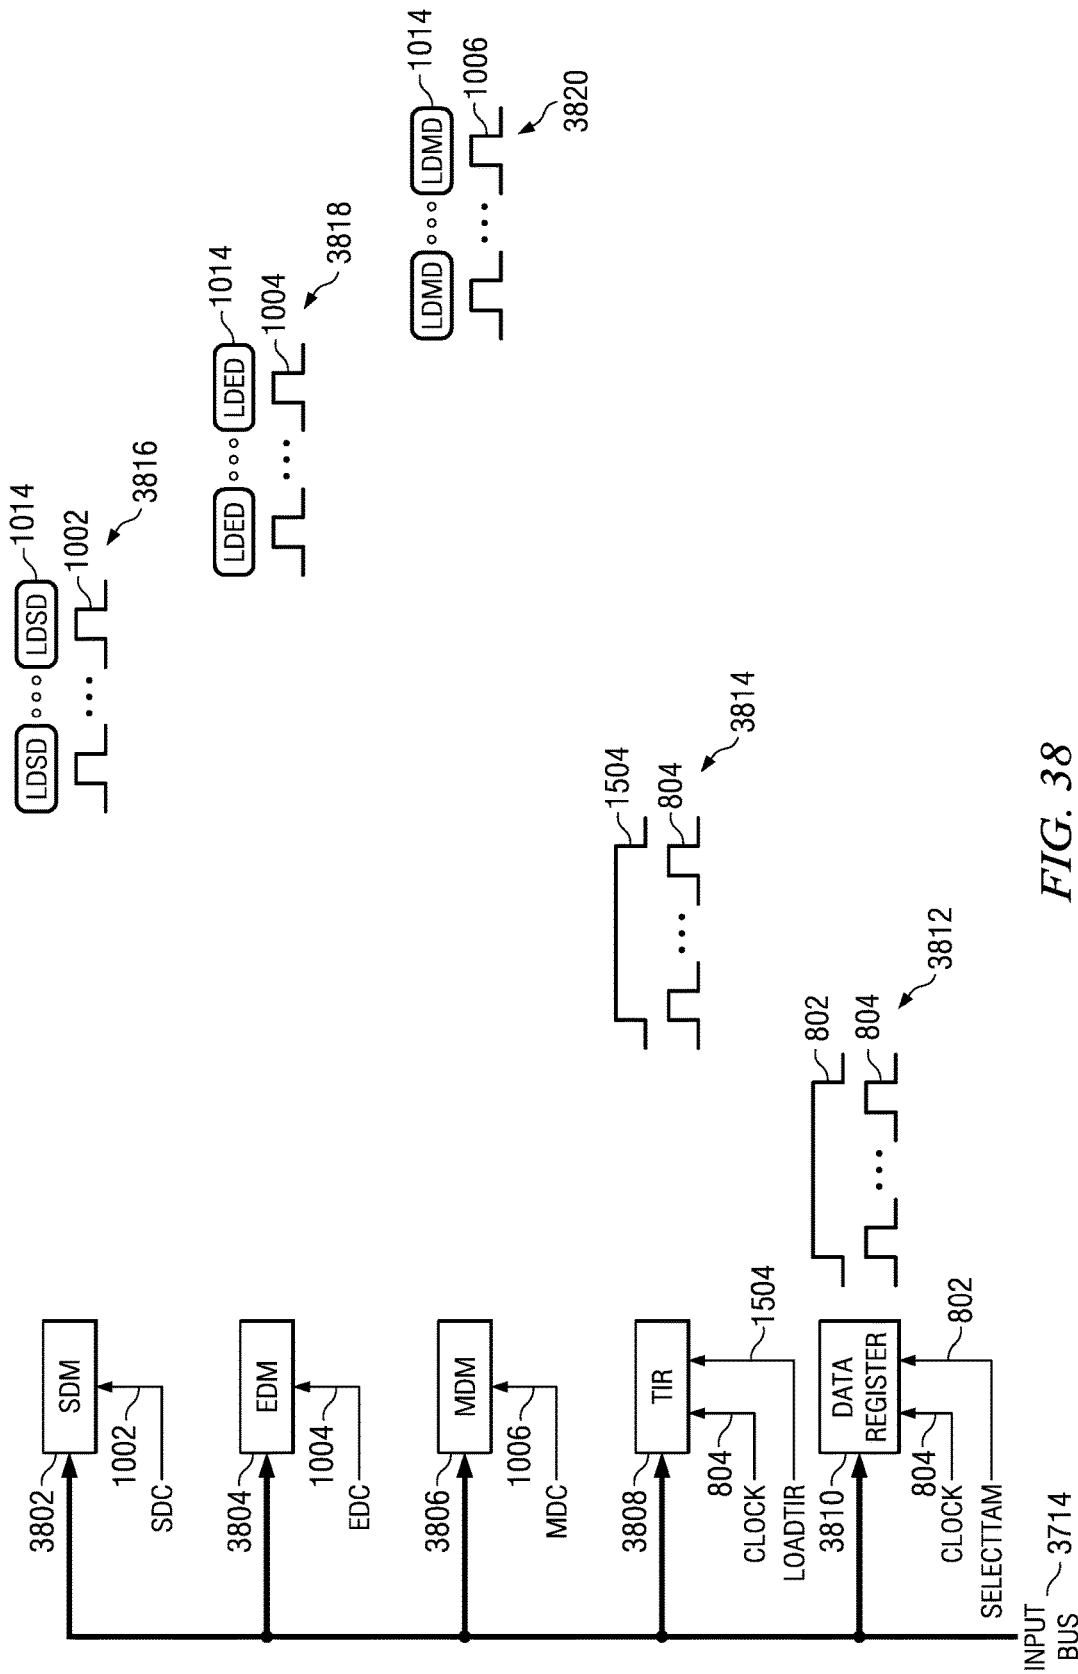 LDSD LDSD 1014
1002
3816
LDED LDED 1014
1004
3818
LDMD LDMD 1014
1006
3820
1504
804
3814
802
804
3812
3802
SDM
1002
SDC
3804
EDM
1004
EDC
3806
MDM
1006
MDC
3808
TIR
804
1504
CLOCK
LOADTIR
3810
DATA
REGISTER
804
802
CLOCK
SELECTTAM
INPUT
BUS
3714
FIG. 38